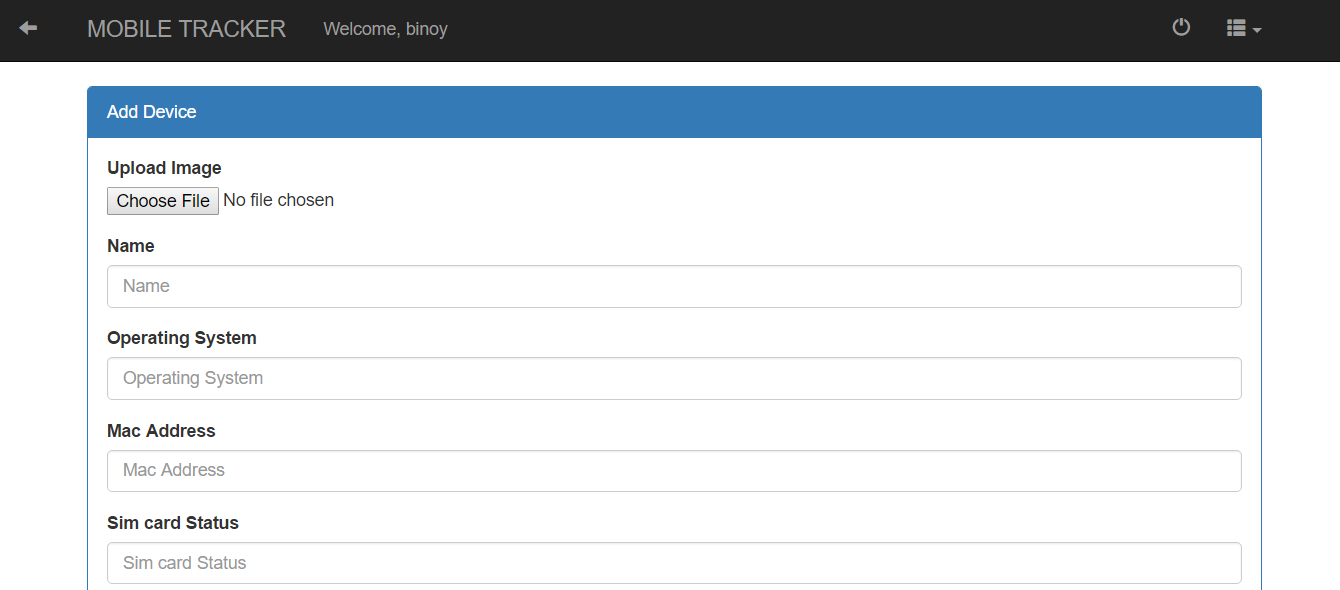 MOBILE TRACKER Welcome, binoy
Add Device
Upload Image
Choose File No file chosen
Name
Name
Operating System
Operating System
Mac Address
Mac Address
Sim card Status
Sim card Status